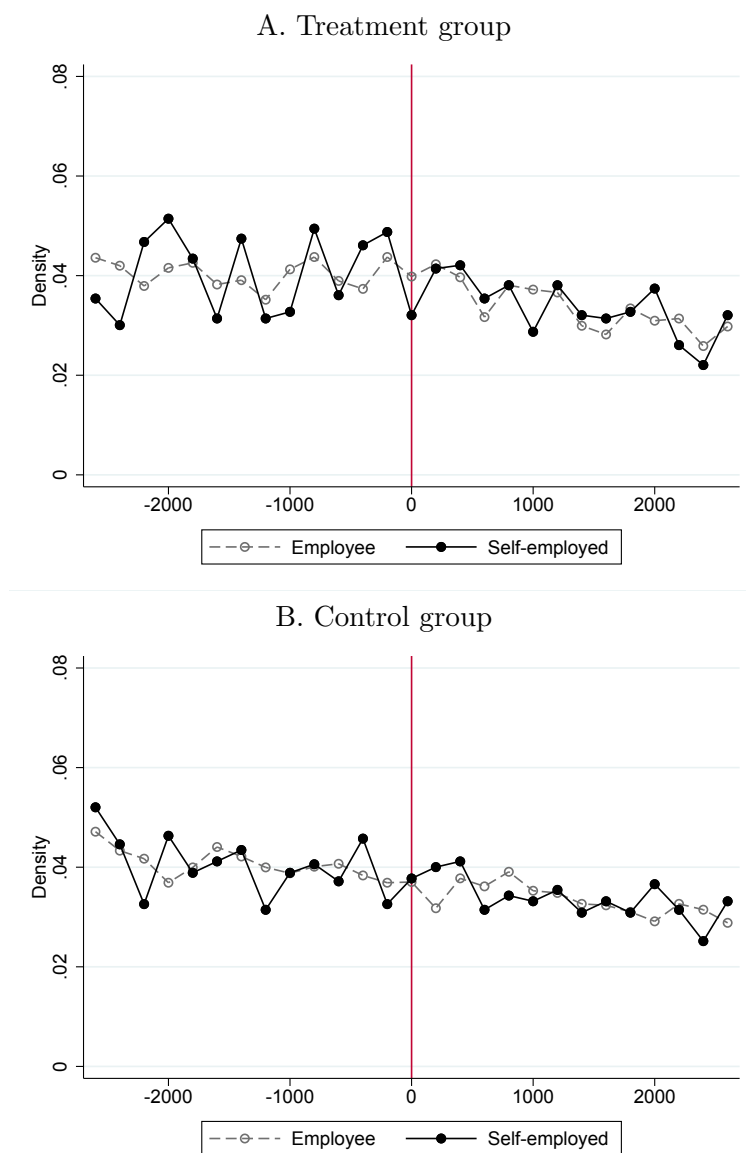 A. Treatment group
.08
.06
.04
.02
0
Density
-2000 -1000 0 1000 2000
Employee Self-employed
B. Control group
.08
.06
.04
.02
0
Density
-2000 -1000 0 1000 2000
Employee Self-employed